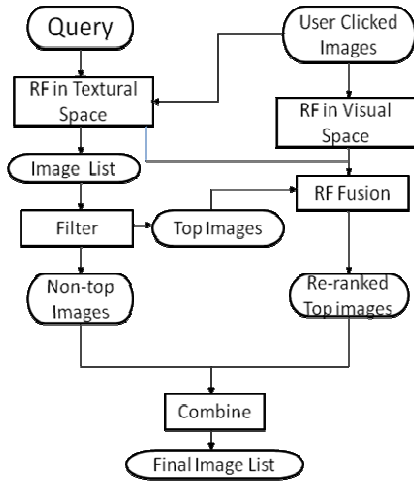 Query
User Clicked
Images
RF in Textural
Space
RF in Visual
Space
Image List
RF Fusion
Filter
Top Images
Non-top
Images
Re-ranked
Top images
Combine
Final Image List